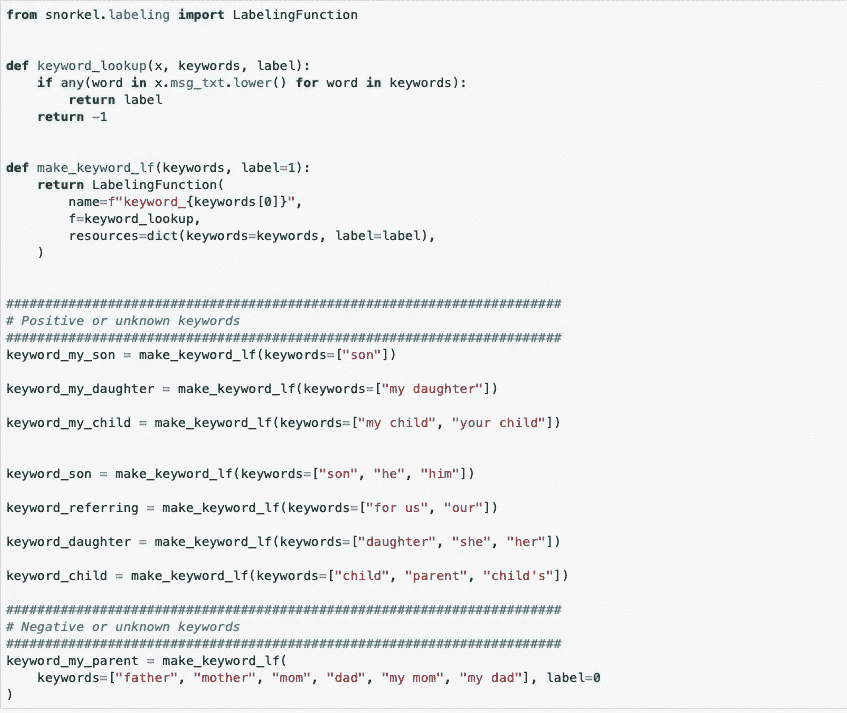 from snorkel.labeling import LabelingFunction
def keyword_lookup(x, keywords, label):
    if any(word in x.msg_txt.lower() for word in keywords):
        return label
    return -1
def make_keyword_lf(keywords, label=1):
    return LabelingFunction(
        name=f"keyword_{keywords[0]}",
        f=keyword_lookup,
        resources=dict(keywords=keywords, label=label),
    )
#######################################################################
# Positive or unknown keywords
#######################################################################
keyword_my_son = make_keyword_lf(keywords=["son"])
keyword_my_daughter = make_keyword_lf(keywords=["my daughter"])
keyword_my_child = make_keyword_lf(keywords=["my child", "your child"])
keyword_son = make_keyword_lf(keywords=["son", "he", "him"])
keyword_referring = make_keyword_lf(keywords=["for us", "our"])
keyword_daughter = make_keyword_lf(keywords=["daughter", "she", "her"])
keyword_child = make_keyword_lf(keywords=["child", "parent", "child's"])
#######################################################################
# Negative or unknown keywords
#######################################################################
keyword_my_parent = make_keyword_lf(
    keywords=["father", "mother", "mom", "dad", "my mom", "my dad"], label=0
)